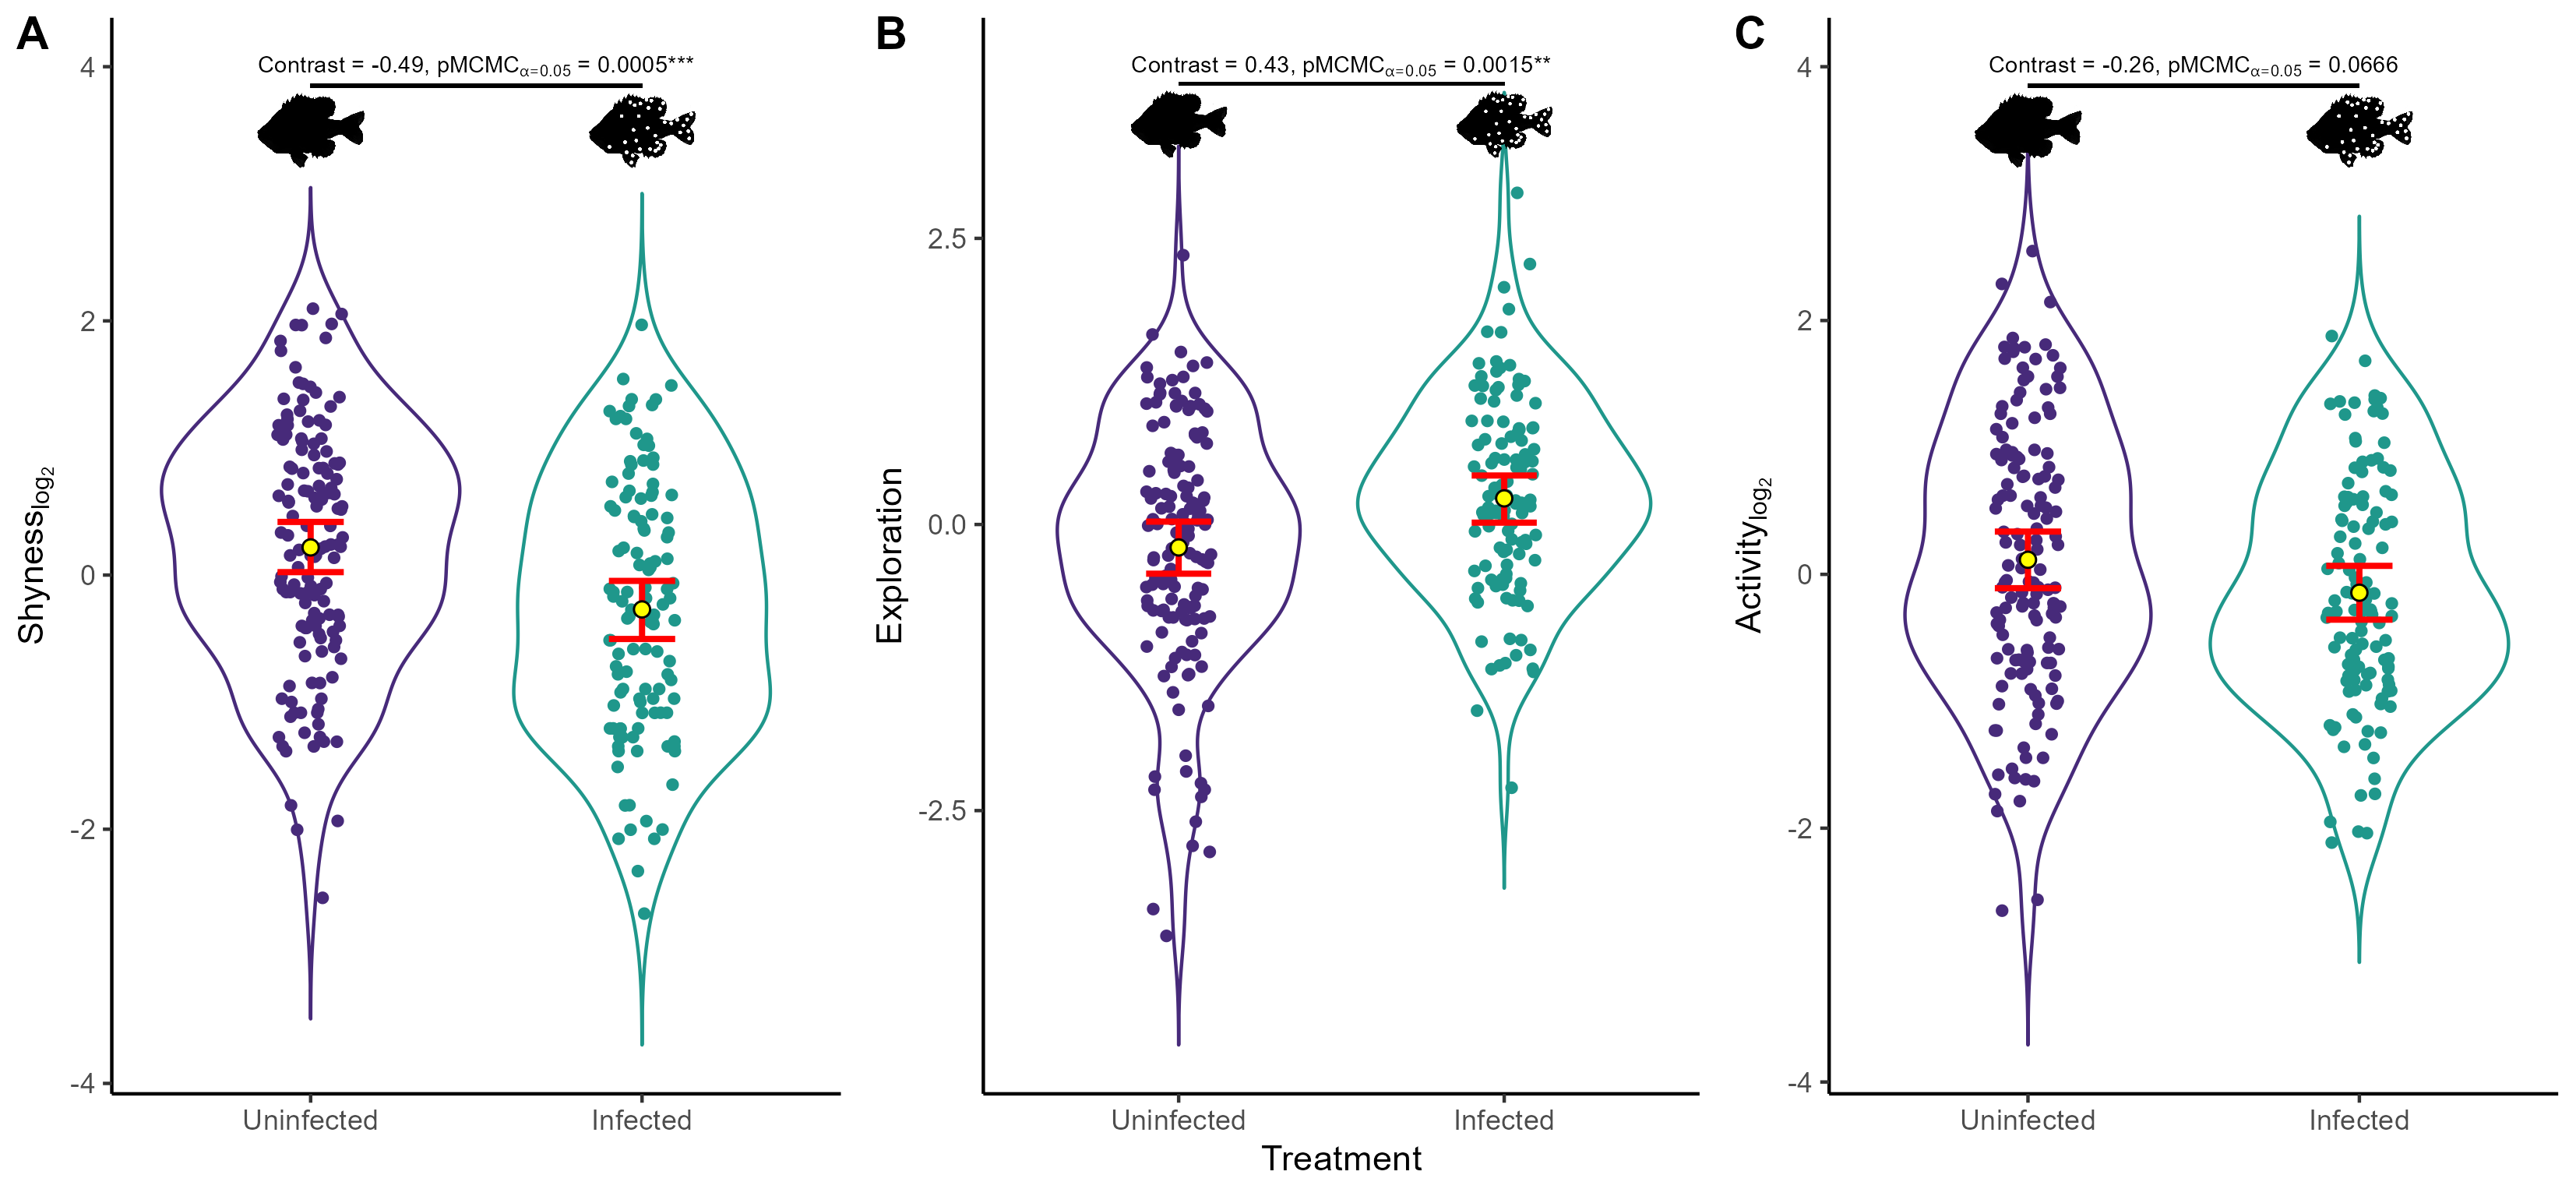 A
Contrast = -0.49, pMCMCα=0.05 = 0.0005***
4
2
0
-2
-4
Shynesslog2
Uninfected
Infected
B
Contrast = 0.43, pMCMCα=0.05 = 0.0015**
2.5
0.0
-2.5
Exploration
Uninfected
Infected
Treatment
C
Contrast = -0.26, pMCMCα=0.05 = 0.0666
4
2
0
-2
-4
Activitylog2
Uninfected
Infected